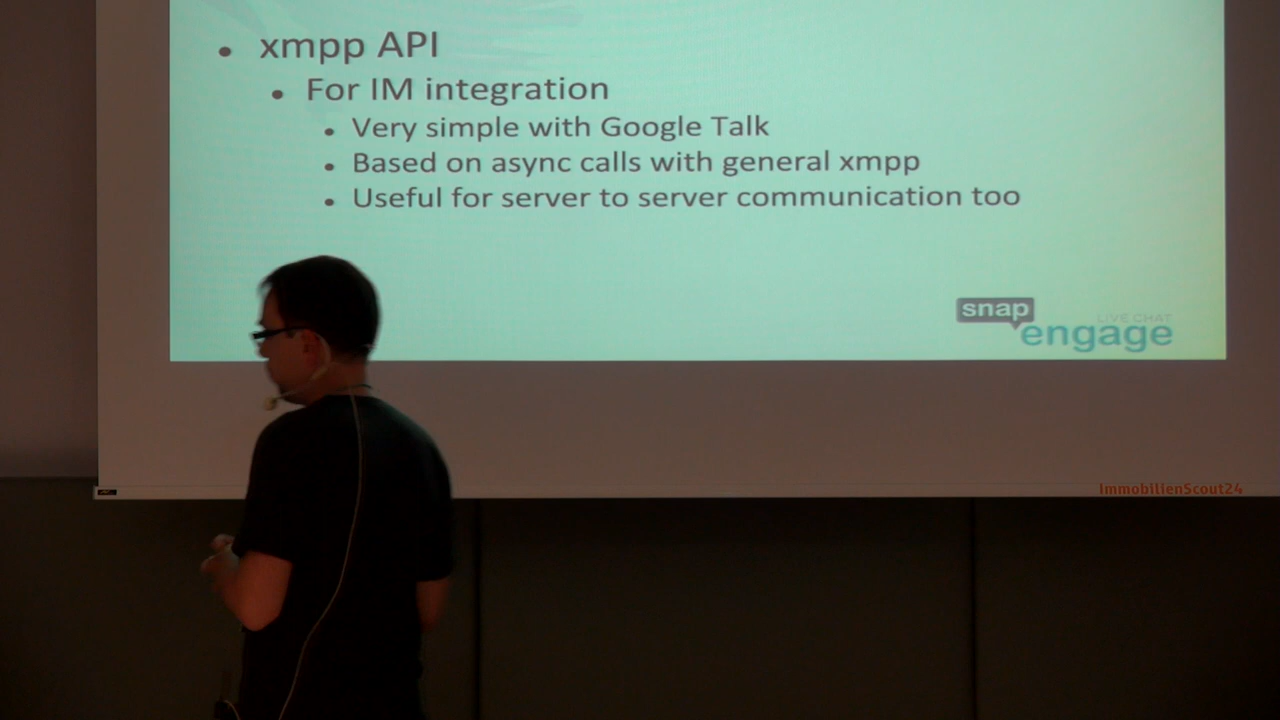 xmpp API
For IM integration
Very simple with Google Talk
Based on async calls with general xmpp
Useful for server to server communication too
snap
LIVE CHAT
engage
ImmobilienScout24